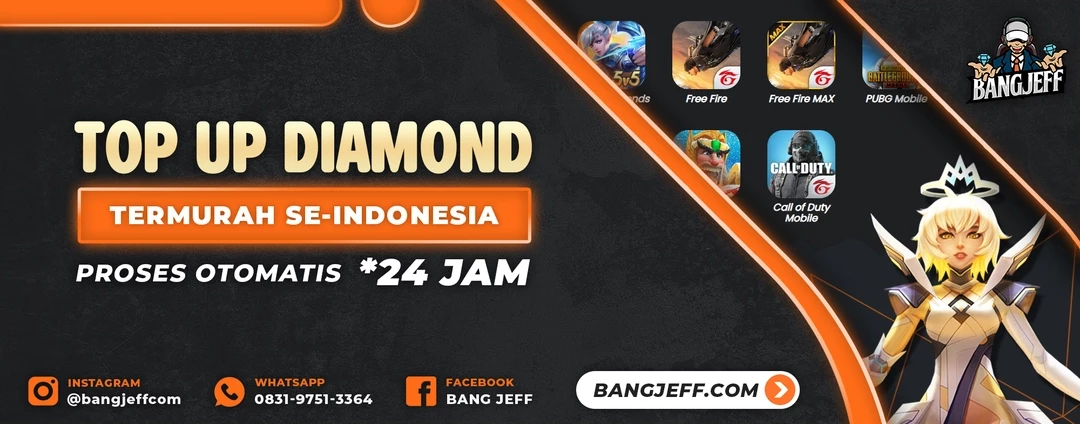 TOP UP DIAMOND
TERMURAH SE-INDONESIA
PROSES OTOMATIS *24 JAM
INSTAGRAM
@bangjeffcom
WHATSAPP
0831-9751-3364
FACEBOOK
BANG JEFF
BANGJEFF.COM
5v5
Free Fire
MAX
Free Fire MAX
PUBG Mobile
CALL OF DUTY
Call of Duty
Mobile
BANGJEFF